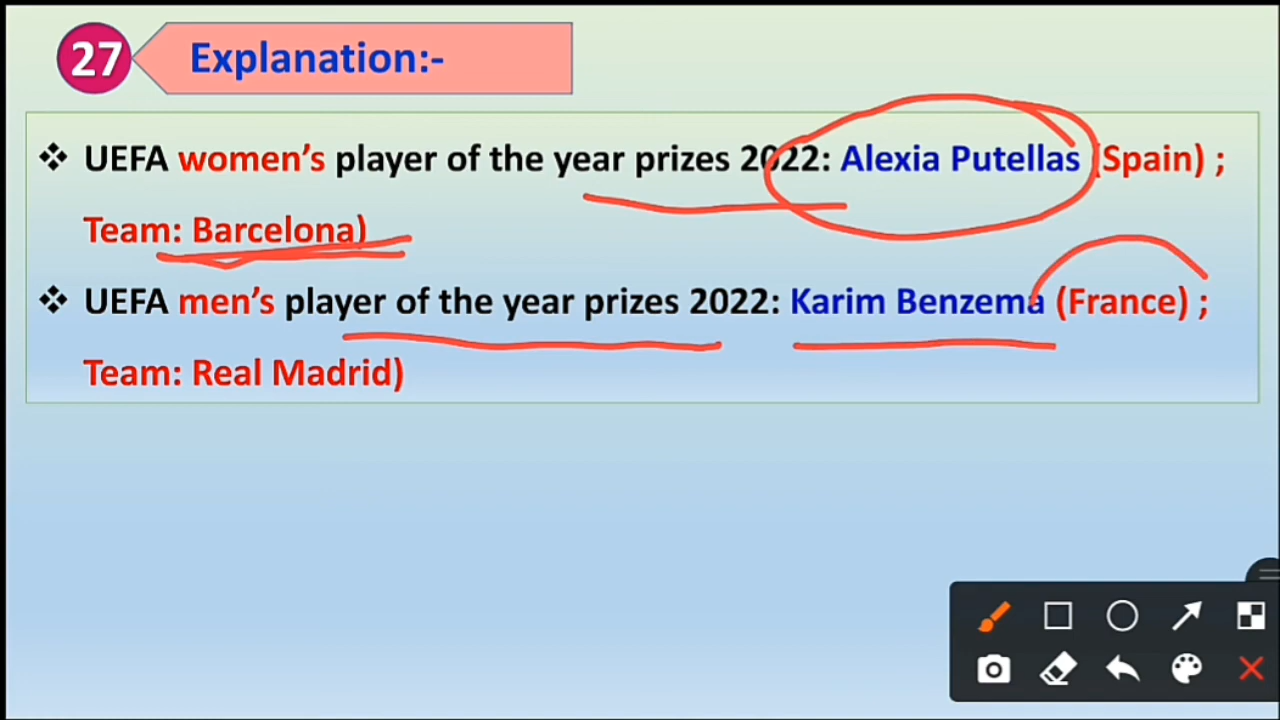 27 Explanation:-
❖ UEFA women's player of the year prizes 2022: Alexia Putellas (Spain) ;
Team: Barcelona)
❖ UEFA men's player of the year prizes 2022: Karim Benzema (France) ;
Team: Real Madrid)